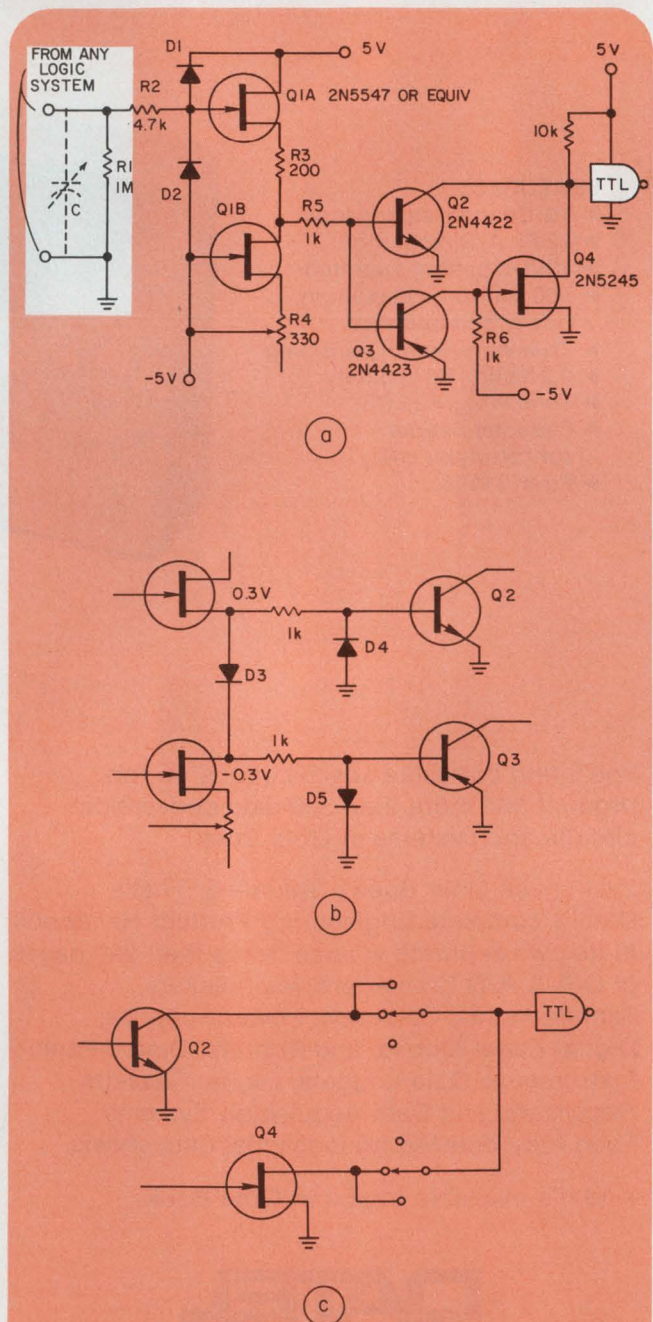 FROM ANY
LOGIC
SYSTEM
R2
4.7k
R1
1M
C
D1
D2
5V
Q1A 2N5547 OR EQUIV
R3
200
Q1B
R5
1k
R4
330
-5V
Q2
2N4422
Q3
2N4423
R6
1k
-5V
Q4
2N5245
10k
5V
TTL
a
0.3V
1k
D4
Q2
D3
-0.3V
1k
D5
Q3
b
Q2
Q4
TTL
c